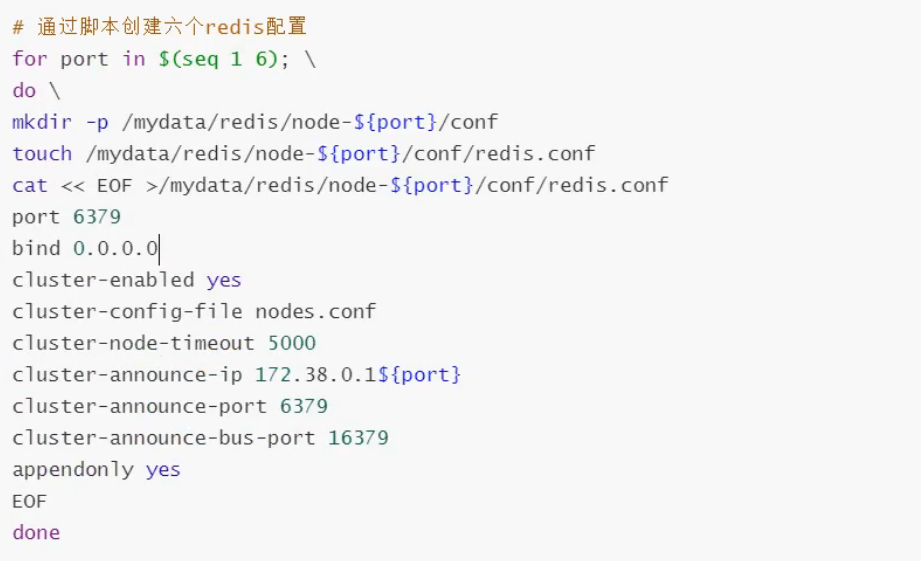 # 通过脚本创建六个redis配置
for port in $(seq 1 6); \
do \
mkdir -p /mydata/redis/node-${port}/conf
touch /mydata/redis/node-${port}/conf/redis.conf
cat << EOF >/mydata/redis/node-${port}/conf/redis.conf
port 6379
bind 0.0.0.0
cluster-enabled yes
cluster-config-file nodes.conf
cluster-node-timeout 5000
cluster-announce-ip 172.38.0.1${port}
cluster-announce-port 6379
cluster-announce-bus-port 16379
appendonly yes
EOF
done